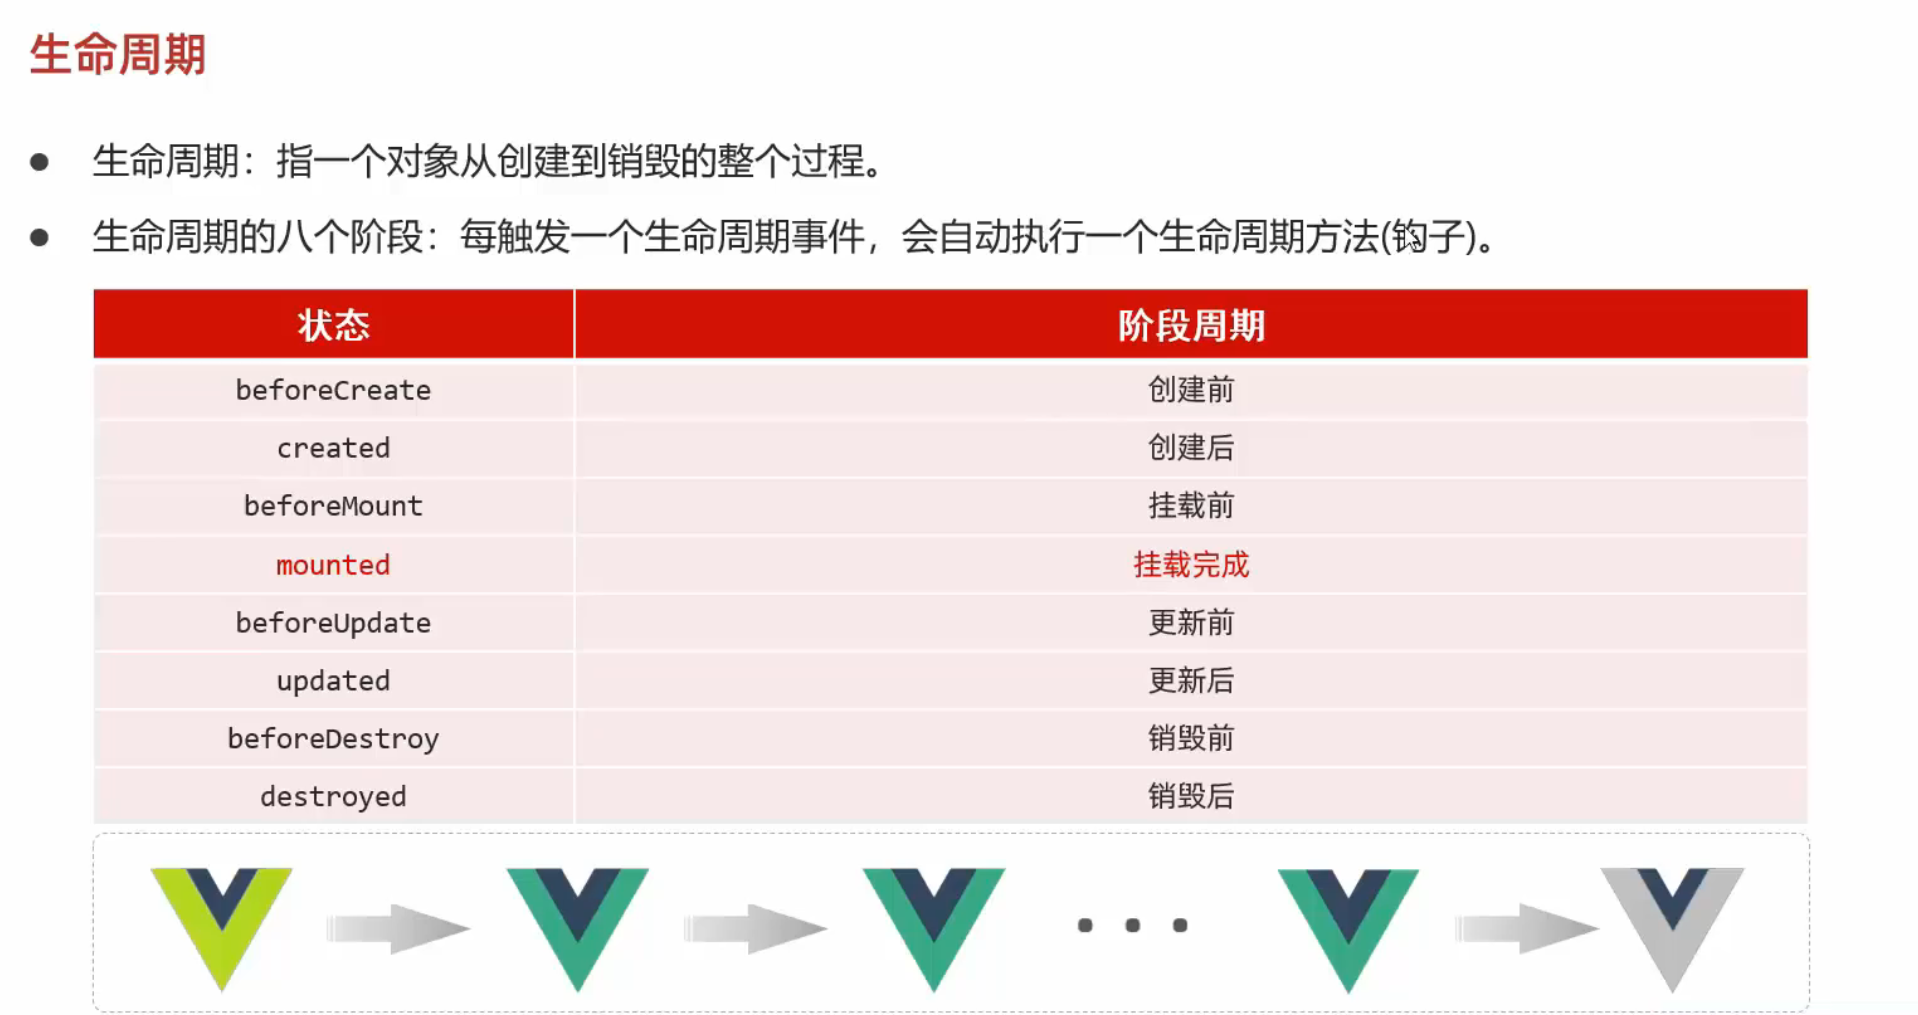 生命周期
生命周期：指一个对象从创建到销毁的整个过程。
生命周期的八个阶段：每触发一个生命周期事件，会自动执行一个生命周期方法(钩子)。
状态 阶段周期
beforeCreate 创建前
created 创建后
beforeMount 挂载前
mounted 挂载完成
beforeUpdate 更新前
updated 更新后
beforeDestroy 销毁前
destroyed 销毁后